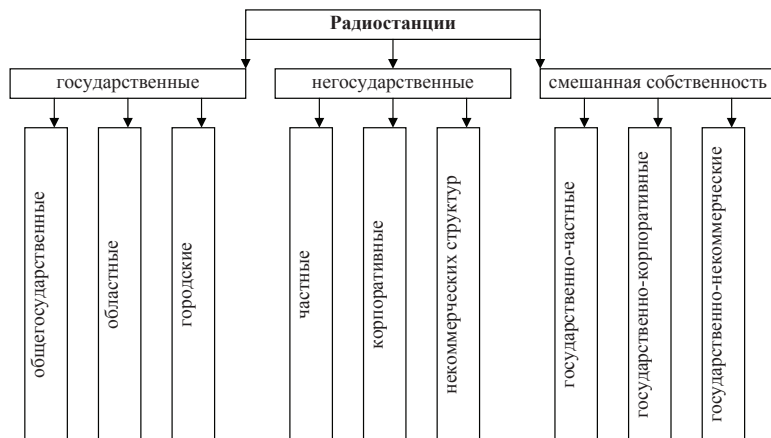 Радиостанции
государственные
негосударственные
смешанная собственность
общегосударственные
областные
городские
частные
корпоративные
некоммерческих структур
государственно-частные
государственно-корпоративные
государственно-некоммерческие